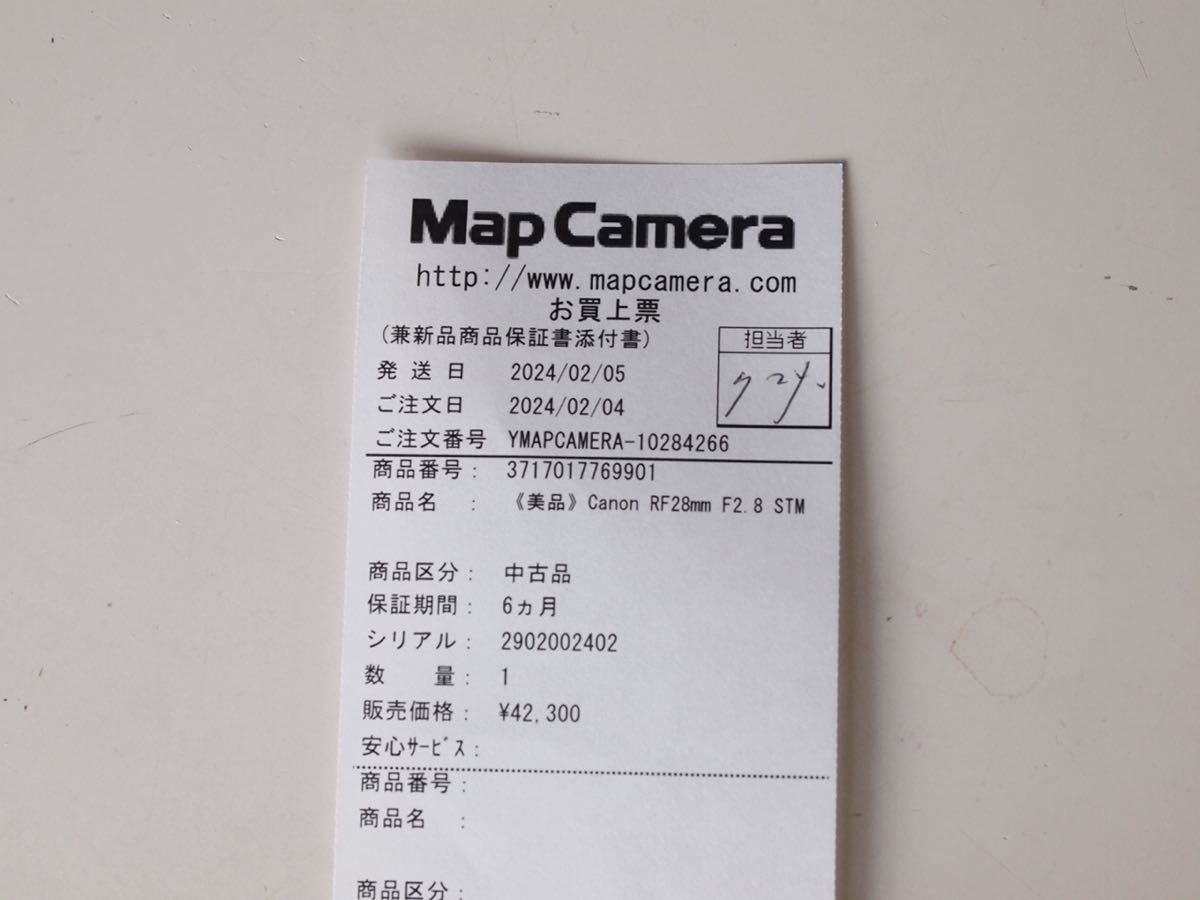 Map Camera
http://www.mapcamera.com
お買上票
(兼新品商品保証書添付書)
担当者
発送日 2024/02/05
ご注文日 2024/02/04
ご注文番号 YMAPCAMERA-10284266
商品番号: 3717017769901
商品名 : 《美品》Canon RF28mm F2.8 STM
商品区分: 中古品
保証期間: 6ヵ月
シリアル: 2902002402
数 量: 1
販売価格: ¥42,300
安心ｻｰﾋﾞｽ:
商品番号:
商品名 :
商品区分: